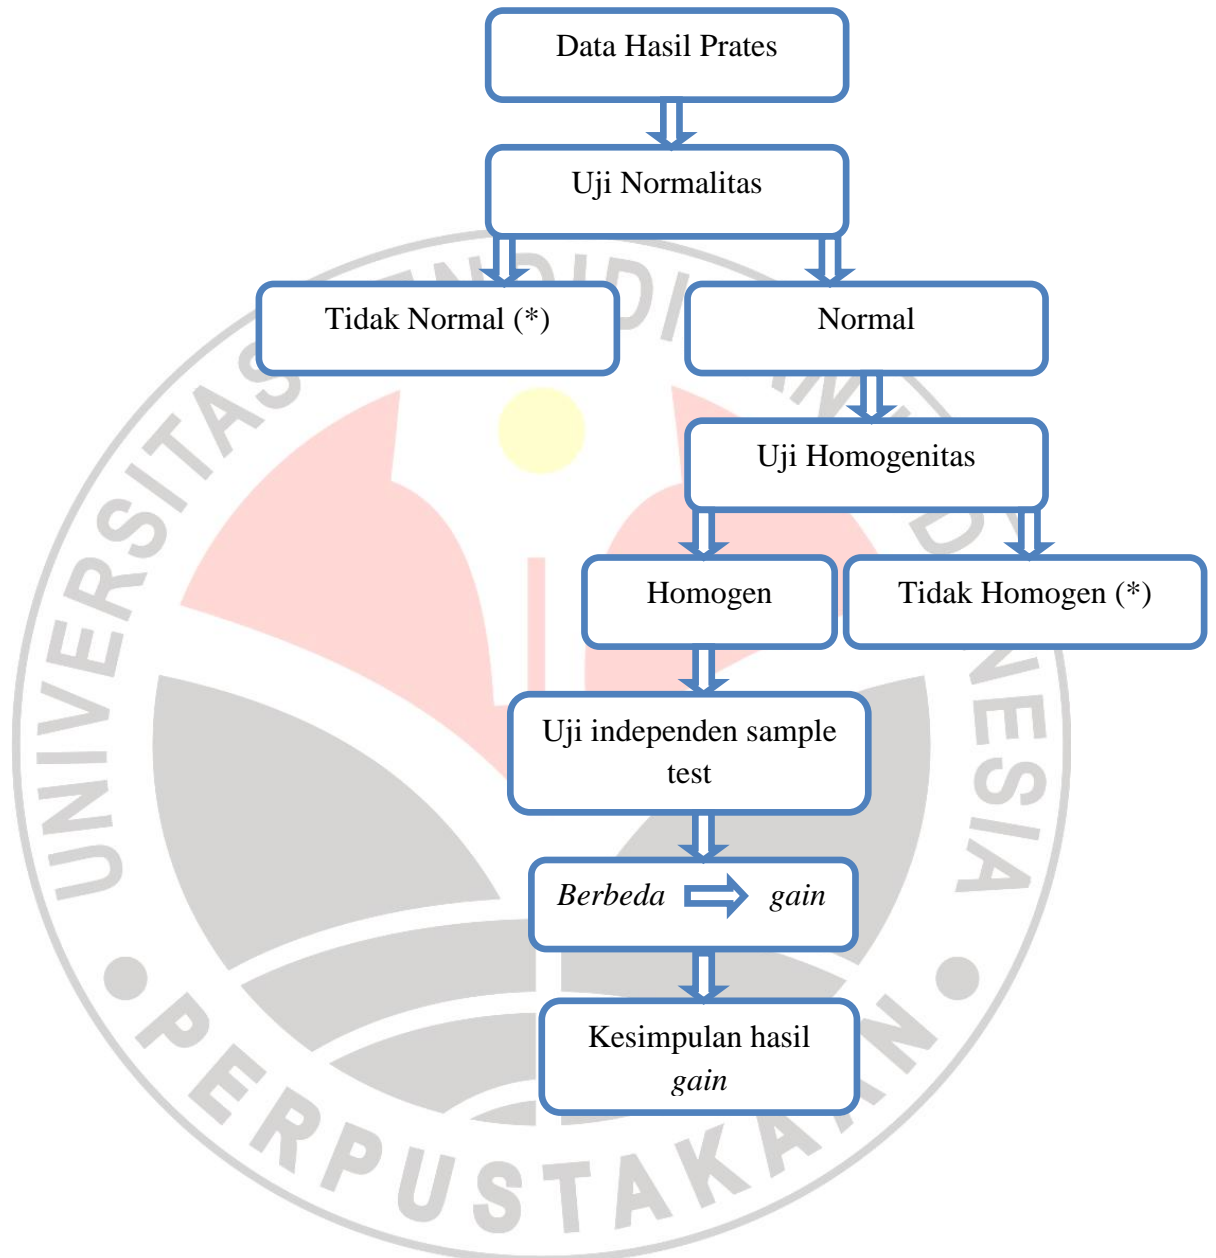 Data Hasil Prates
Uji Normalitas
Tidak Normal (*)
Normal
Uji Homogenitas
Homogen
Tidak Homogen (*)
Uji independen sample
test
Berbeda gain
Kesimpulan hasil
gain
UNIVERSITAS PENDIDIKAN INDONESIA
PERPUSTAKAAN